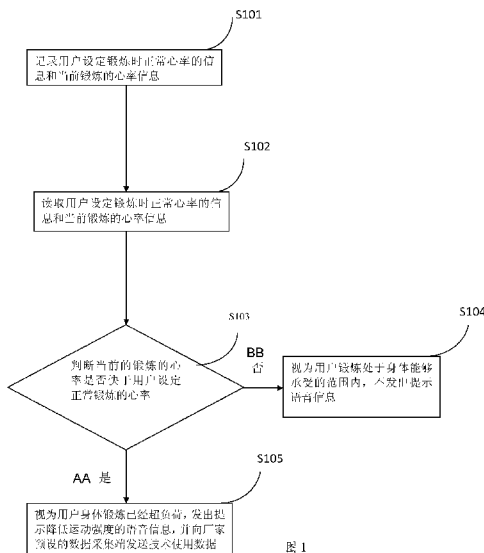 S101
记录用户设定锻炼时正常心率的信
息和当前锻炼的心率信息
S102
读取用户设定锻炼时正常心率的信
息和当前锻炼的心率信息
S103
判断当前的锻炼的心
率是否快于用户设定
正常锻炼的心率
BB
否
S104
视为用户锻炼处于身体能够
承受的范围内，不发出提示
语音信息
AA 是
S105
视为用户身体锻炼已经超负荷，发出提
示降低运动强度的语音信息，并向厂家
预设的数据采集端发送技术使用数据
图 1